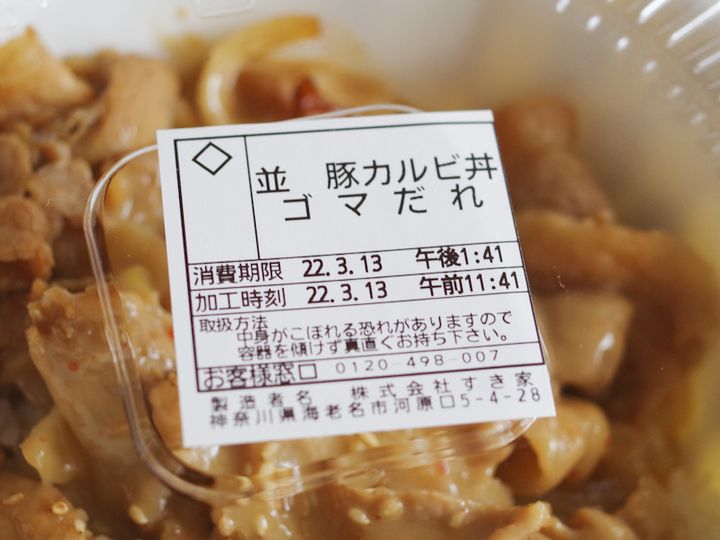 並 豚カルビ丼
ゴマだれ
消費期限 22.3.13 午後1:41
加工時刻 22.3.13 午前11:41
取扱方法
中身がこぼれる恐れがありますので
容器を傾けず真直ぐお持ち下さい。
お客様窓口 0120-498-007
製造者名 株式会社すき家
神奈川県海老名市河原口5-4-28